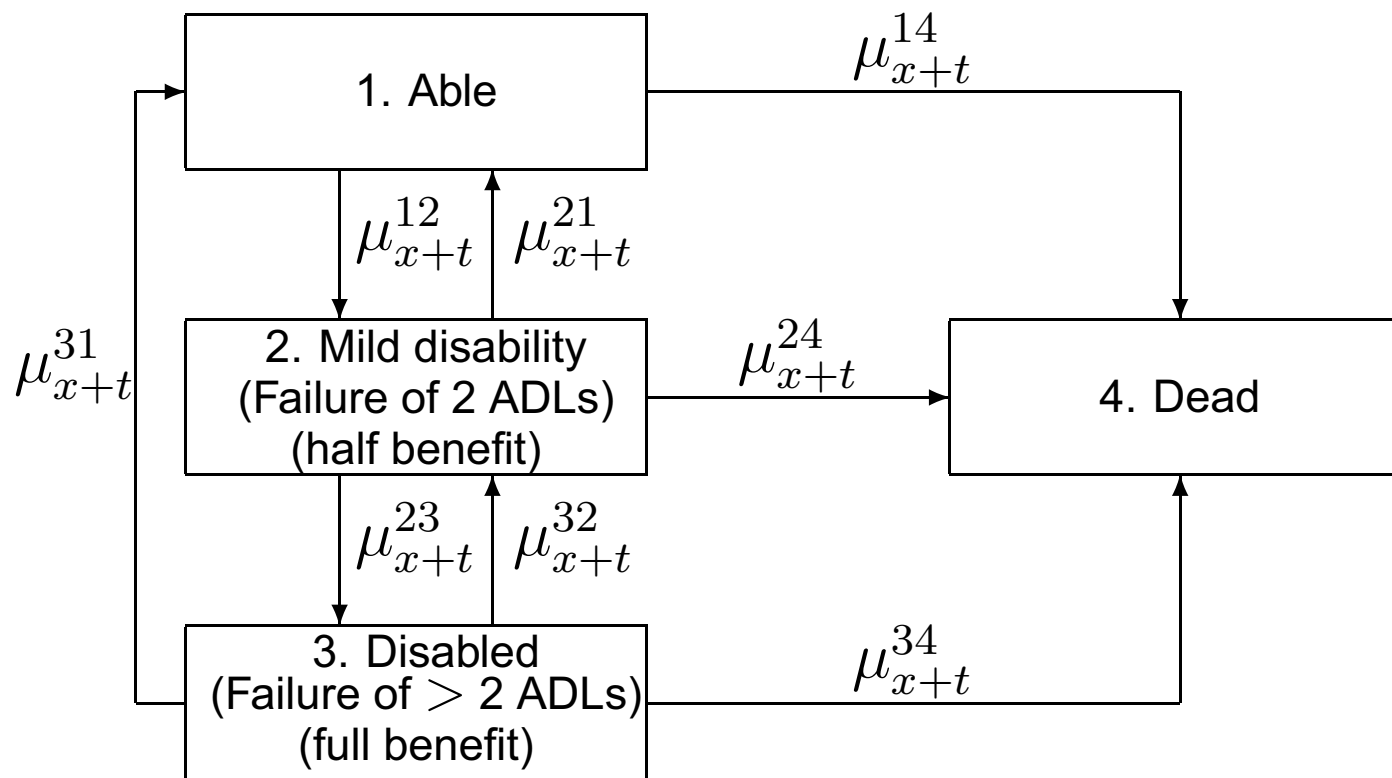 1. Able
μ^{14}_{x+t}
μ^{12}_{x+t}
μ^{21}_{x+t}
μ^{31}_{x+t}
2. Mild disability
(Failure of 2 ADLs)
(half benefit)
μ^{24}_{x+t}
4. Dead
μ^{23}_{x+t}
μ^{32}_{x+t}
3. Disabled
(Failure of > 2 ADLs)
(full benefit)
μ^{34}_{x+t}